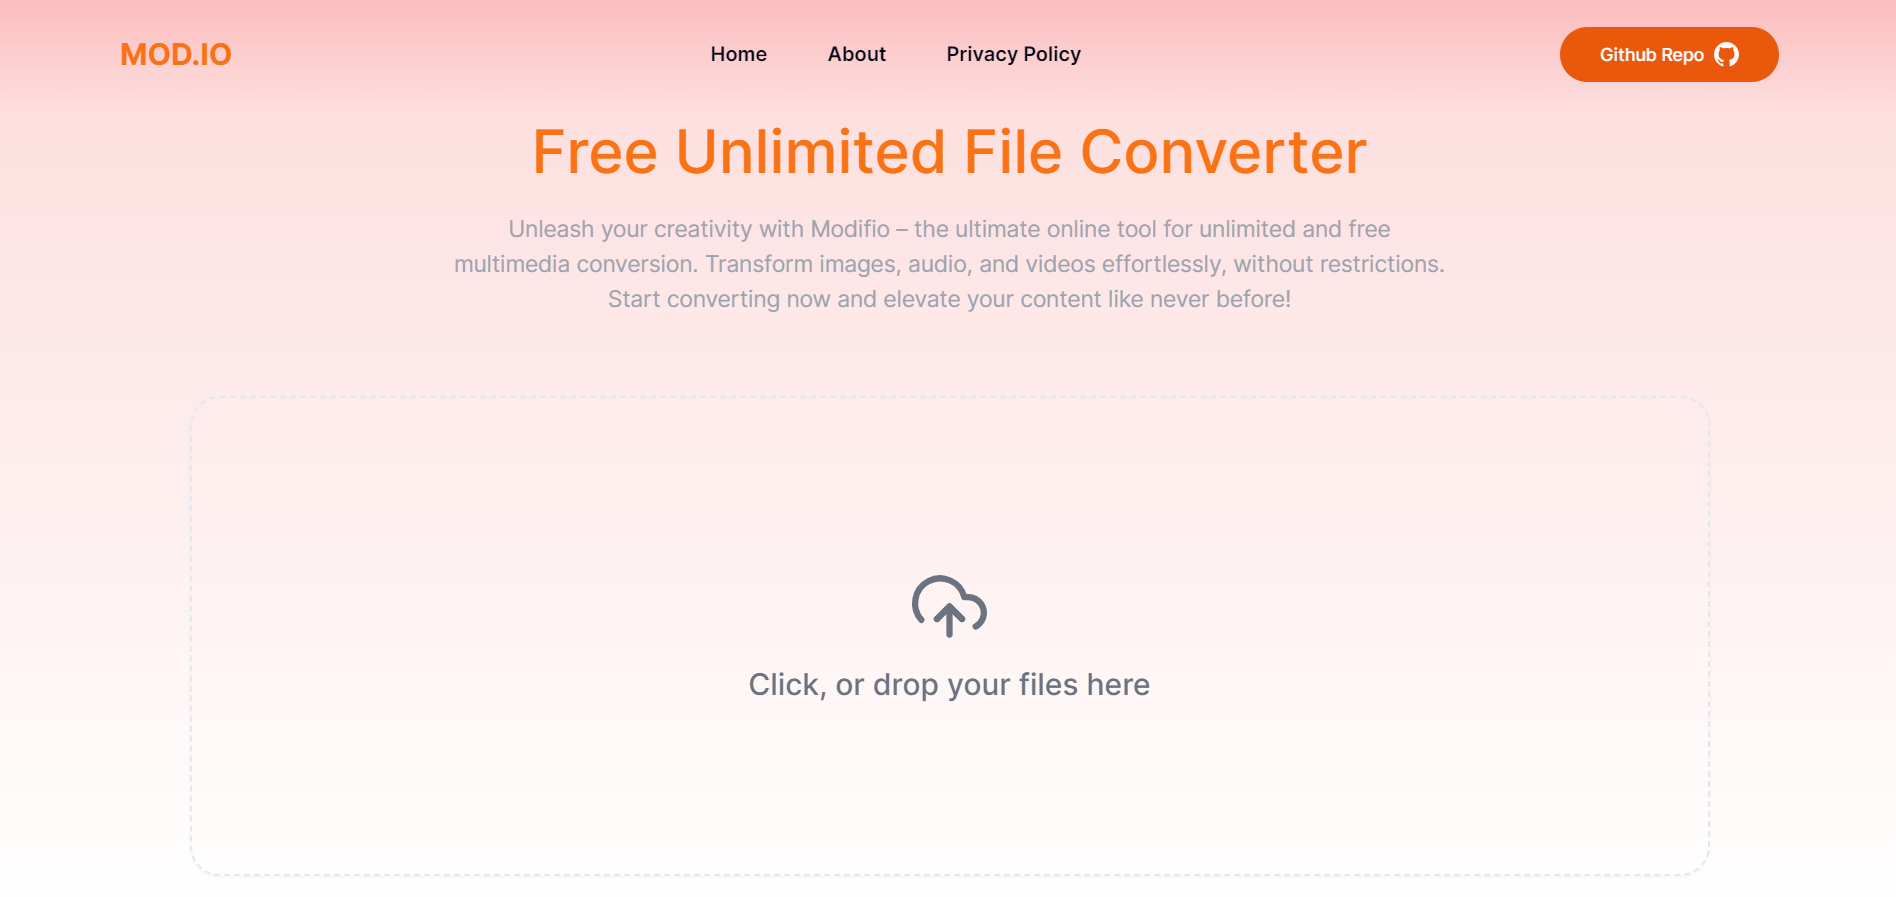 MOD.IO
Home
About
Privacy Policy
Github Repo
Free Unlimited File Converter
Unleash your creativity with Modifio – the ultimate online tool for unlimited and free
multimedia conversion. Transform images, audio, and videos effortlessly, without restrictions.
Start converting now and elevate your content like never before!
Click, or drop your files here